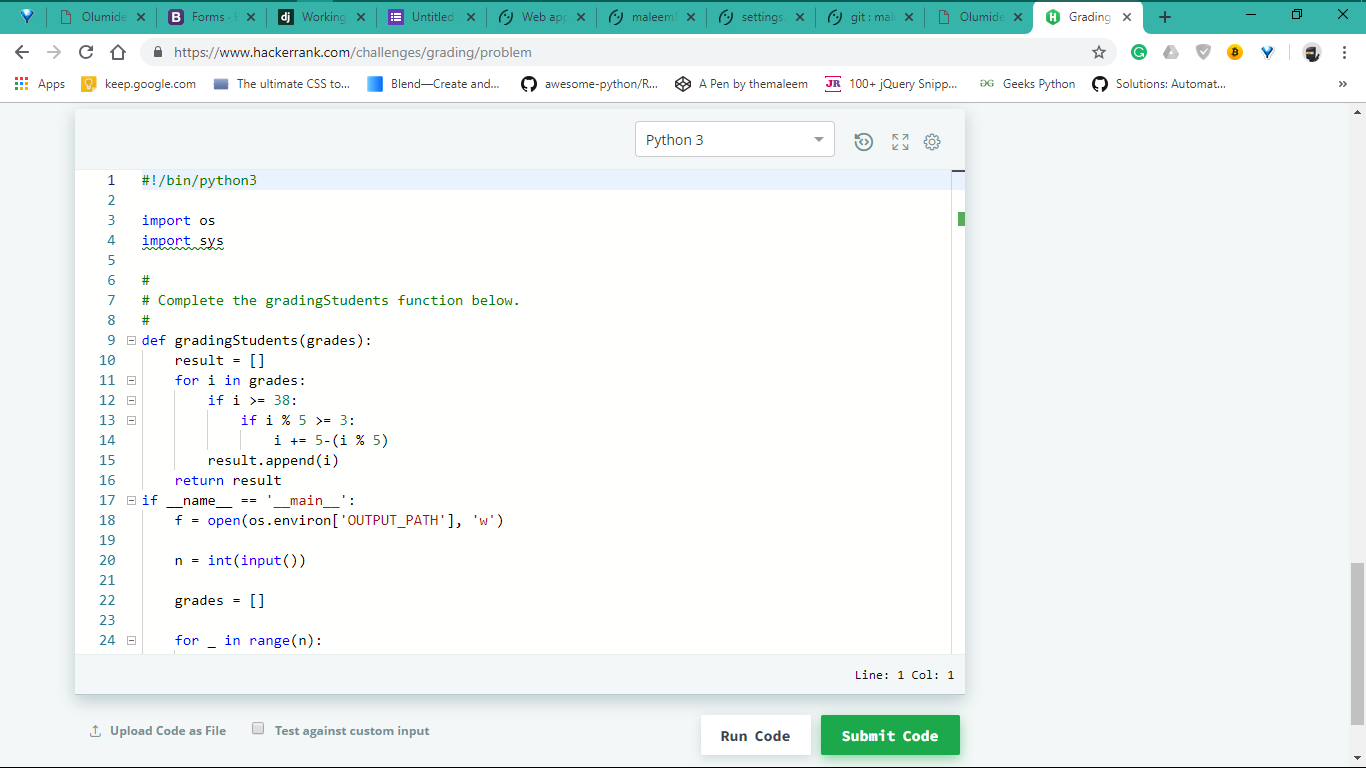 Olumide
Forms -
Working
Untitled
Web app
maleem
settings.
git : mai
Olumide
Grading
https://www.hackerrank.com/challenges/grading/problem
Apps
keep.google.com
The ultimate CSS to...
Blend—Create and...
awesome-python/R...
A Pen by themaleem
JR
100+ jQuery Snipp...
Geeks Python
Solutions: Automat...
»
Python 3
1 #!/bin/python3
2
3 import os
4 import sys
5
6 #
7 # Complete the gradingStudents function below.
8 #
9 def gradingStudents(grades):
10     result = []
11     for i in grades:
12         if i >= 38:
13             if i % 5 >= 3:
14                 i += 5-(i % 5)
15         result.append(i)
16     return result
17 if __name__ == '__main__':
18     f = open(os.environ['OUTPUT_PATH'], 'w')
19
20     n = int(input())
21
22     grades = []
23
24     for _ in range(n):
Line: 1 Col: 1
Upload Code as File
Test against custom input
Run Code
Submit Code